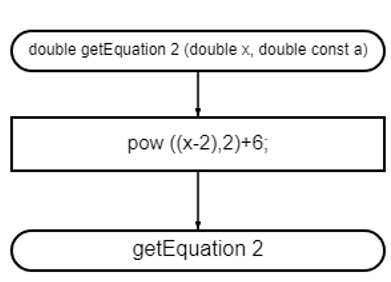 double getEquation 2 (double x, double const a)
pow ((x-2),2)+6;
getEquation 2